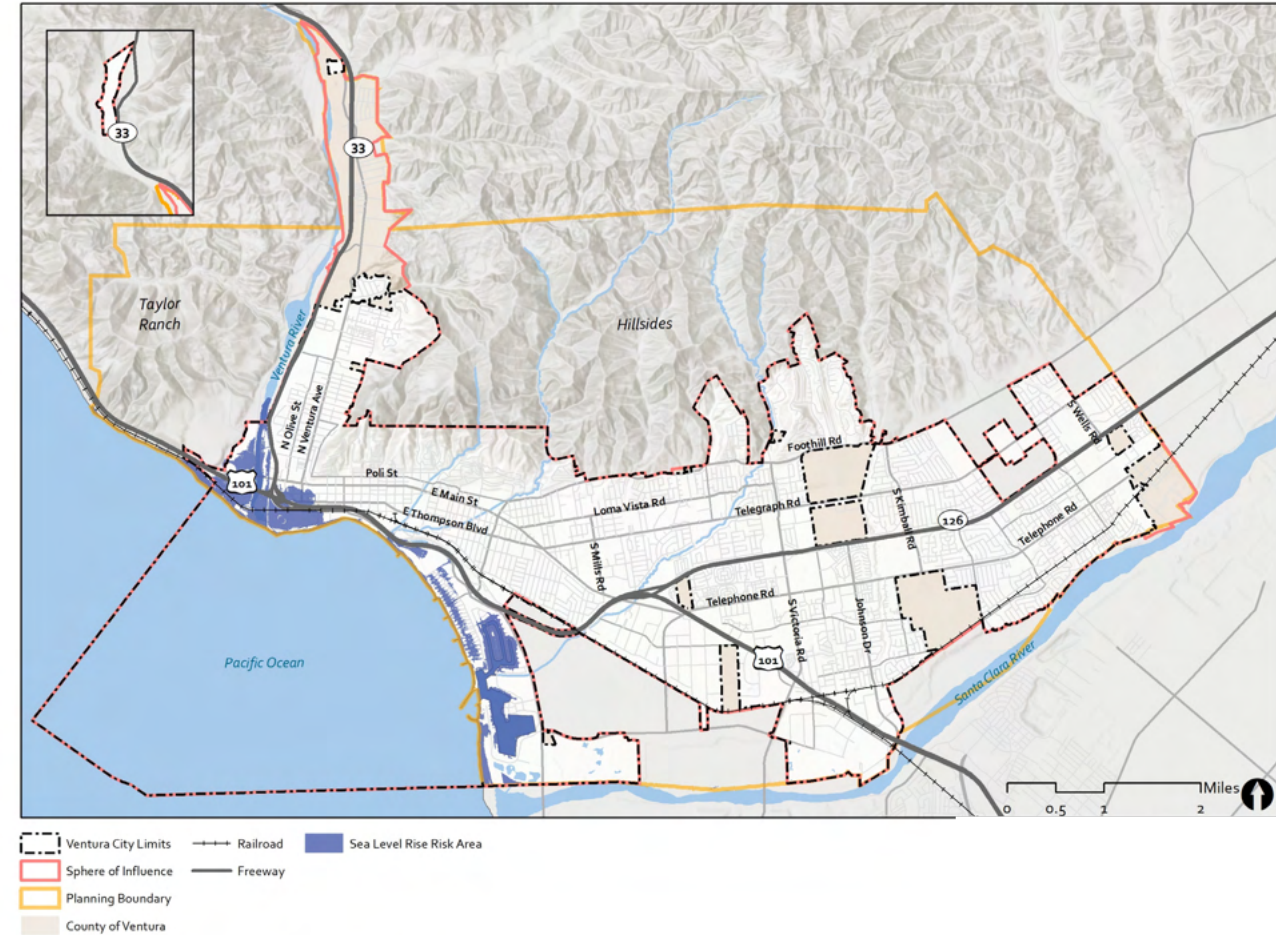 33
33
Taylor
Ranch
Hillsides
Ventura River
N Olive St
N Ventura Ave
S Wells Rd
Foothill Rd
101
Poli St
E Main St
Loma Vista Rd
Telegraph Rd
S Kimball Rd
126
E Thompson Blvd
Telephone Rd
S Mills Rd
Telephone Rd
S Victoria Rd
Johnson Dr
101
Pacific Ocean
Santa Clara River
0 0.5 1 2 Miles
Ventura City Limits
Railroad
Sea Level Rise Risk Area
Sphere of Influence
Freeway
Planning Boundary
County of Ventura